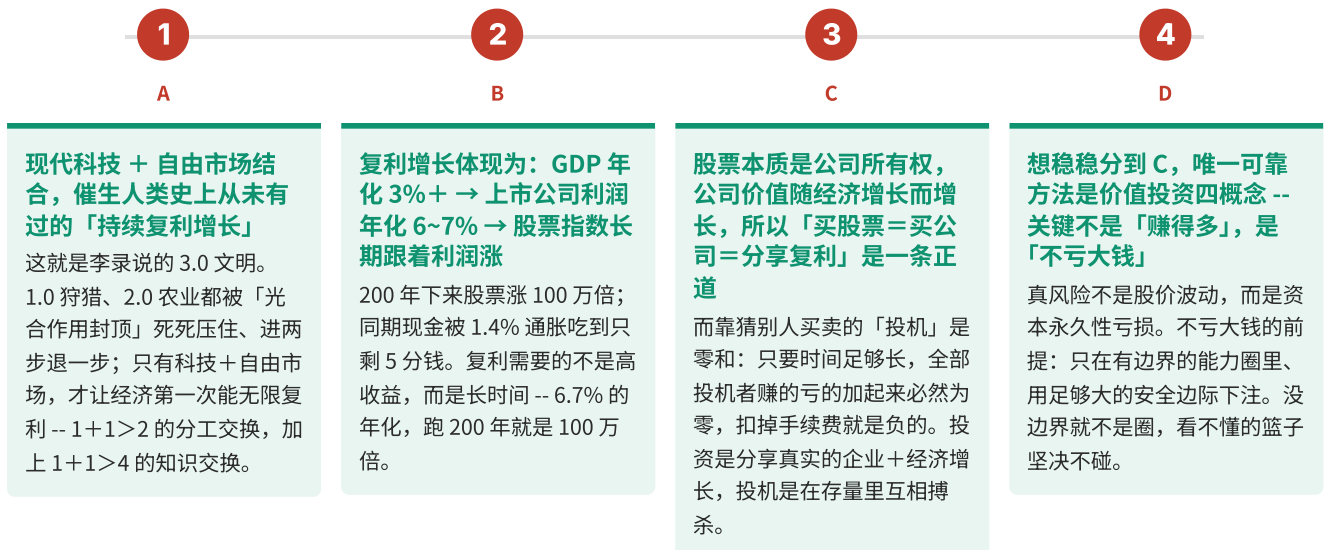 1
A
现代科技 ＋ 自由市场结
合，催生人类史上从未有
过的「持续复利增长」
这就是李录说的 3.0 文明。
1.0 狩猎、2.0 农业都被「光
合作用封顶」死死压住、进两
步退一步；只有科技＋自由市
场，才让经济第一次能无限复
利 -- 1＋1＞2 的分工交换，加
上 1＋1＞4 的知识交换。
2
B
复利增长体现为：GDP 年
化 3%＋ → 上市公司利润
年化 6~7% → 股票指数长
期跟着利润涨
200 年下来股票涨 100 万倍；
同期现金被 1.4% 通胀吃到只
剩 5 分钱。复利需要的不是高
收益，而是长时间 -- 6.7% 的
年化，跑 200 年就是 100 万
倍。
3
C
股票本质是公司所有权，
公司价值随经济增长而增
长，所以「买股票＝买公
司＝分享复利」是一条正
道
而靠猜别人买卖的「投机」是
零和：只要时间足够长，全部
投机者赚的亏的加起来必然为
零，扣掉手续费就是负的。投
资是分享真实的企业＋经济增
长，投机是在存量里互相搏
杀。
4
D
想稳稳分到 C，唯一可靠
方法是价值投资四概念 --
关键不是「赚得多」，是
「不亏大钱」
真风险不是股价波动，而是资
本永久性亏损。不亏大钱的前
提：只在有边界的能力圈里、
用足够大的安全边际下注。没
边界就不是圈，看不懂的篮子
坚决不碰。